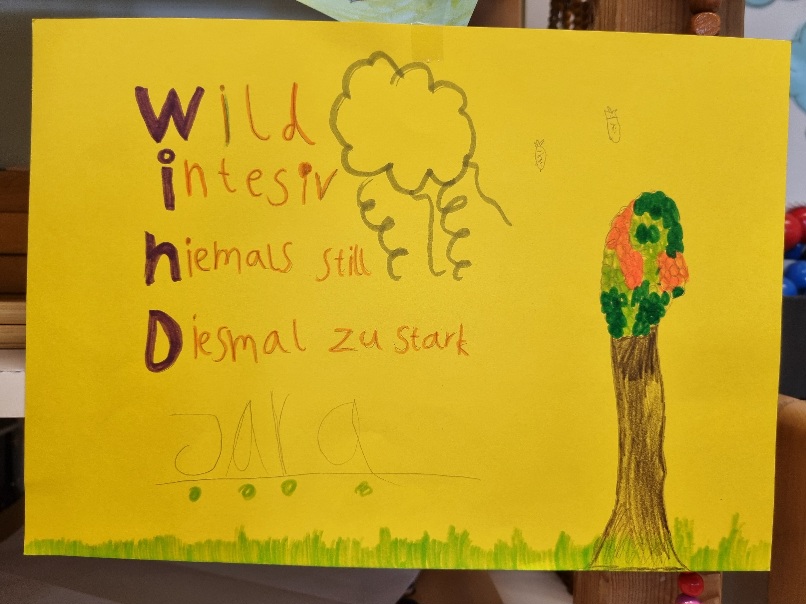 Wild
intesiv
niemals still
Diesmal zu stark
Jara